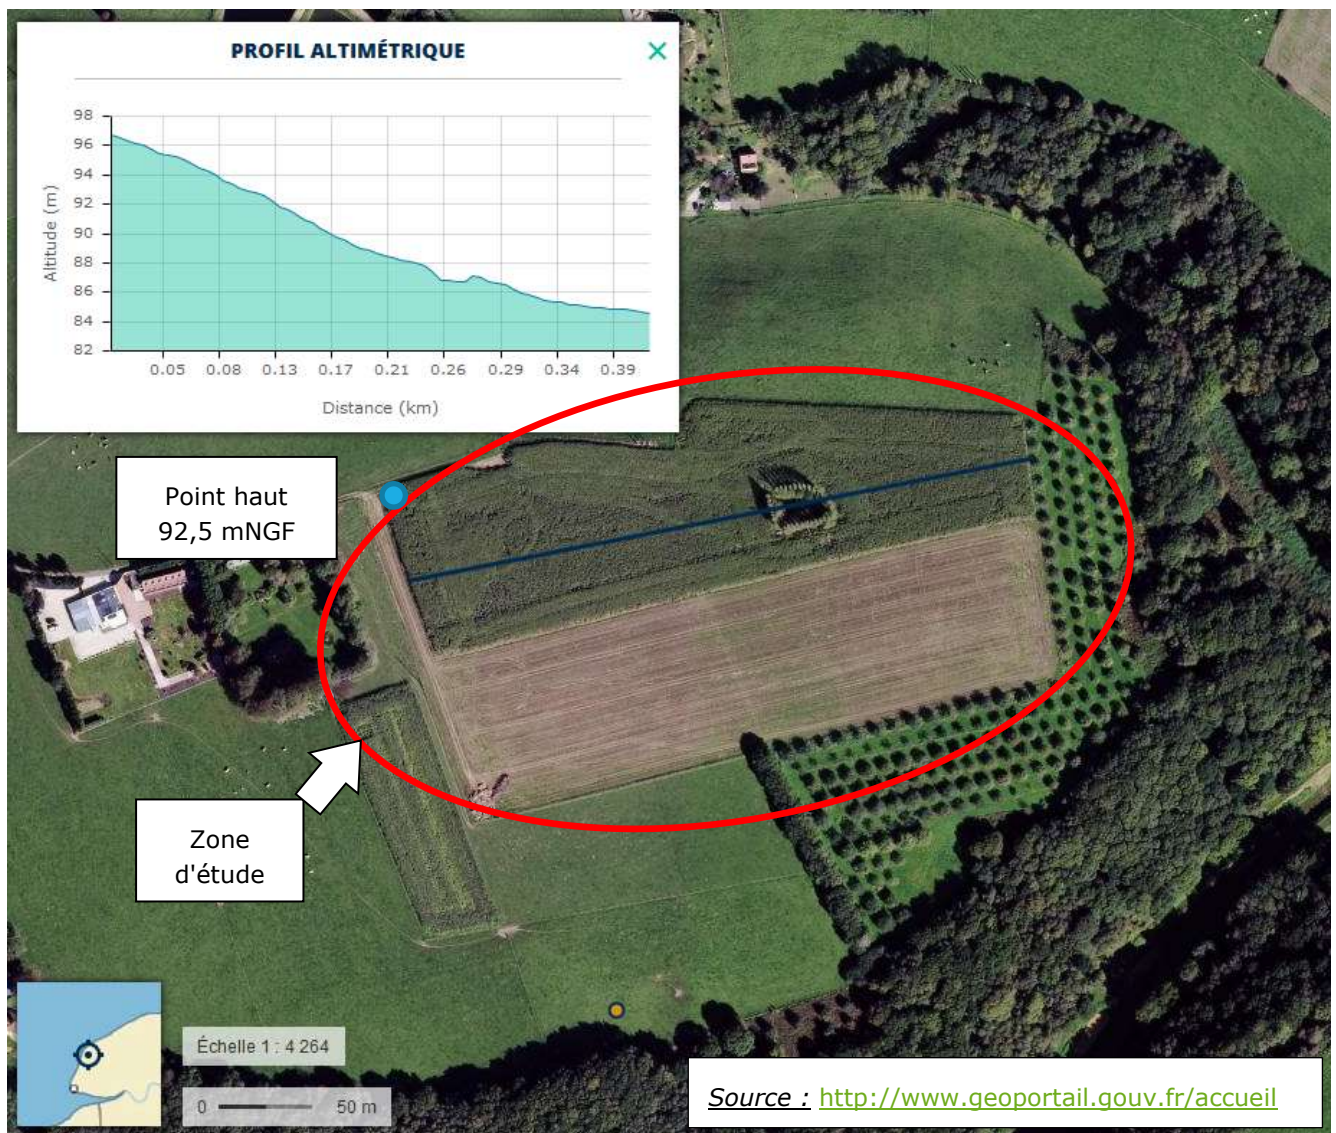 PROFIL ALTIMÉTRIQUE
98
96
94
92
90
88
86
84
82
Altitude (m)
0.05 0.08 0.13 0.17 0.21 0.26 0.29 0.34 0.39
Distance (km)
Point haut
92,5 mNGF
Zone
d'étude
Échelle 1 : 4 264
0 50 m
Source : http://www.geoportail.gouv.fr/accueil